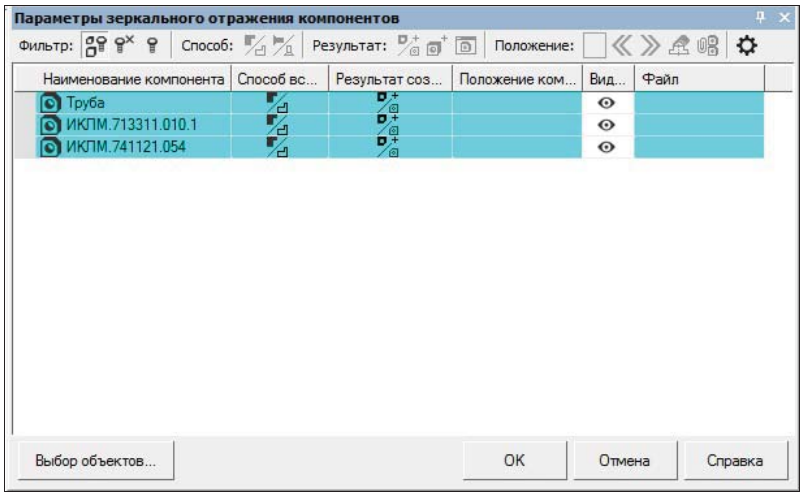 Параметры зеркального отражения компонентов
Фильтр: Способ: Результат: Положение:
Наименование компонента Способ вс... Результат соз... Положение ком... Вид... Файл
Труба
ИКЛМ.713311.010.1
ИКЛМ.741121.054
Выбор объектов... OK Отмена Справка